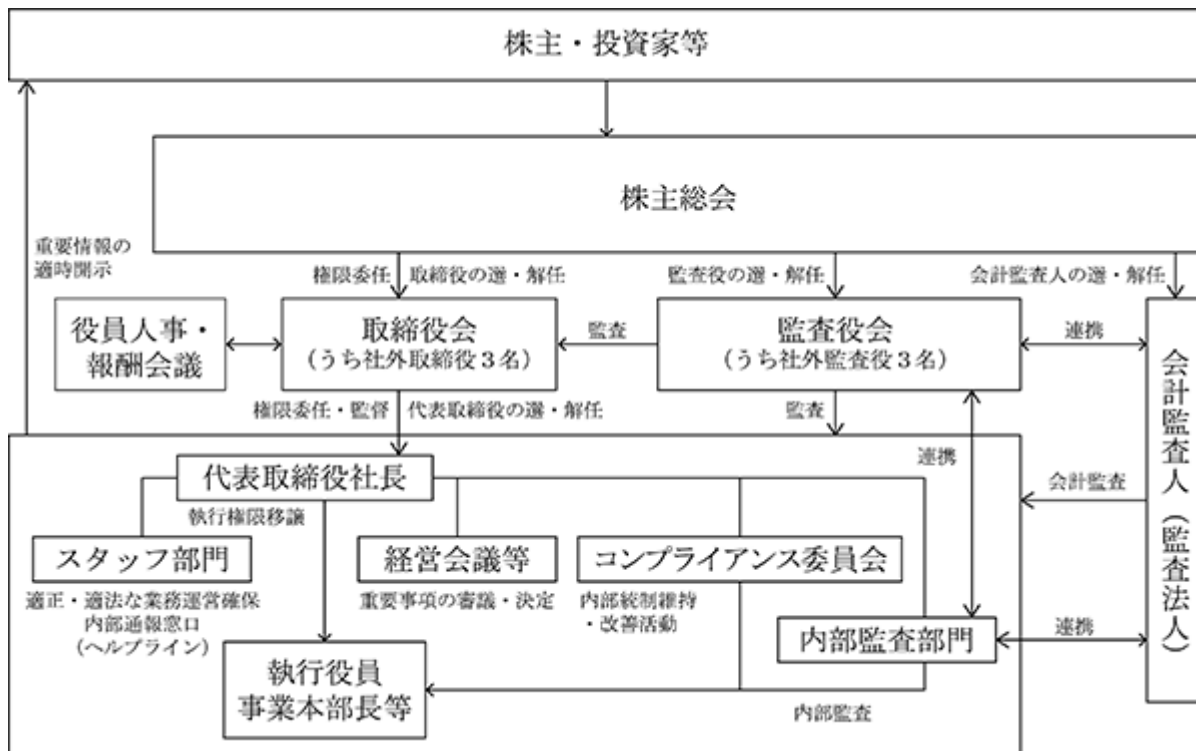 株主・投資家等
株主総会
重要情報の
適時開示
権限委任
取締役の選・解任
監査役の選・解任
会計監査人の選・解任
役員人事・
報酬会議
取締役会
(うち社外取締役3名)
監査
監査役会
(うち社外監査役3名)
連携
会計監査人(監査法人)
権限委任・監督
代表取締役の選・解任
監査
代表取締役社長
連携
会計監査
執行権限移譲
スタッフ部門
経営会議等
コンプライアンス委員会
適正・適法な業務運営確保
内部通報窓口
(ヘルプライン)
重要事項の審議・決定
内部統制維持
・改善活動
内部監査部門
連携
執行役員
事業本部長等
内部監査